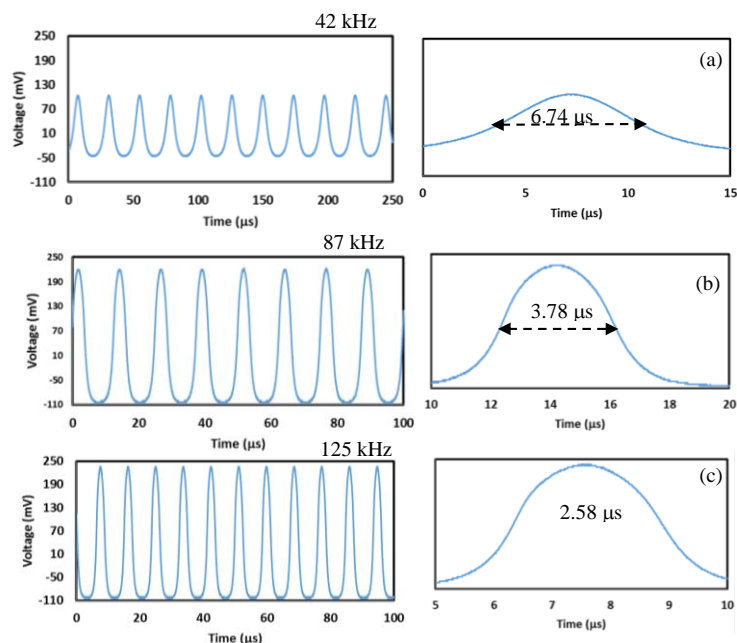 42 kHz
250
190
130
70
10
-50
-110
Voltage (mV)
0 50 100 150 200 250
Time (µs)
(a)
6.74 µs
0 5 10 15
Time (µs)
87 kHz
250
190
130
70
10
-50
-110
Voltage (mV)
0 20 40 60 80 100
Time (µs)
(b)
3.78 µs
10 12 14 16 18 20
Time (µs)
125 kHz
250
190
130
70
10
-50
-110
Voltage (mV)
0 20 40 60 80 100
Time (µs)
(c)
2.58 µs
5 6 7 8 9 10
Time (µs)